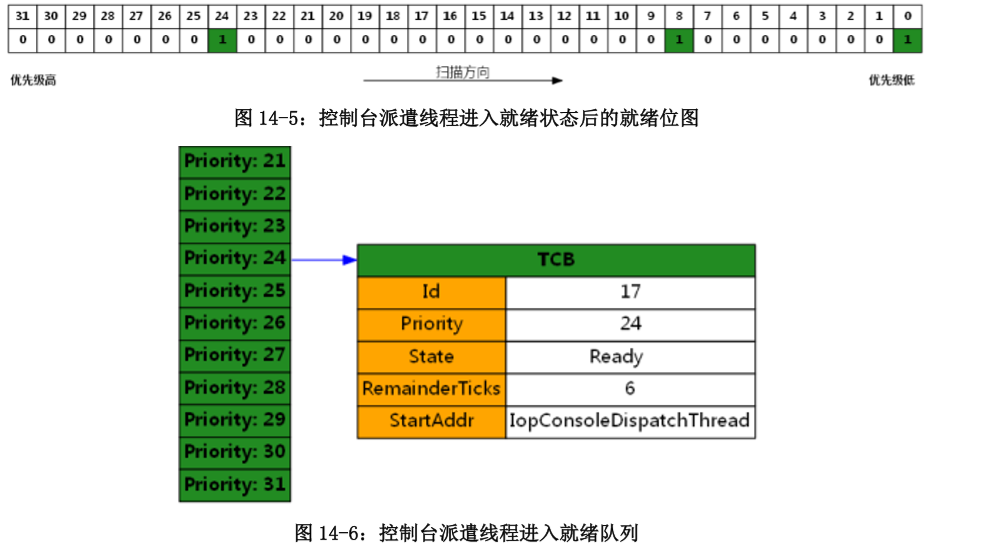 31 30 29 28 27 26 25 24 23 22 21 20 19 18 17 16 15 14 13 12 11 10 9 8 7 6 5 4 3 2 1 0
0 0 0 0 0 0 0 1 0 0 0 0 0 0 0 0 0 0 0 0 0 0 0 1 0 0 0 0 0 0 0 1
优先级高 扫描方向 优先级低
图 14-5：控制台派遣线程进入就绪状态后的就绪位图
Priority: 21
Priority: 22
Priority: 23
Priority: 24
Priority: 25
Priority: 26
Priority: 27
Priority: 28
Priority: 29
Priority: 30
Priority: 31
TCB
Id 17
Priority 24
State Ready
RemainderTicks 6
StartAddr IopConsoleDispatchThread
图 14-6：控制台派遣线程进入就绪队列